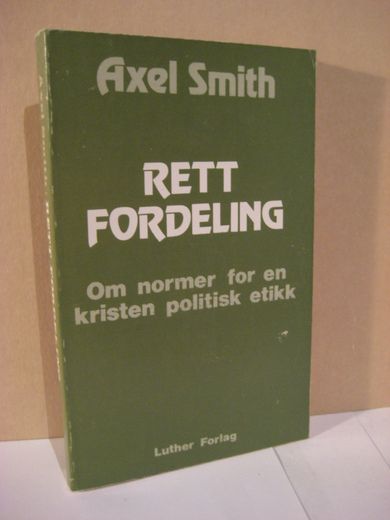 Axel Smith
RETT
FORDELING
Om normer for en
kristen politisk etikk
Luther Forlag